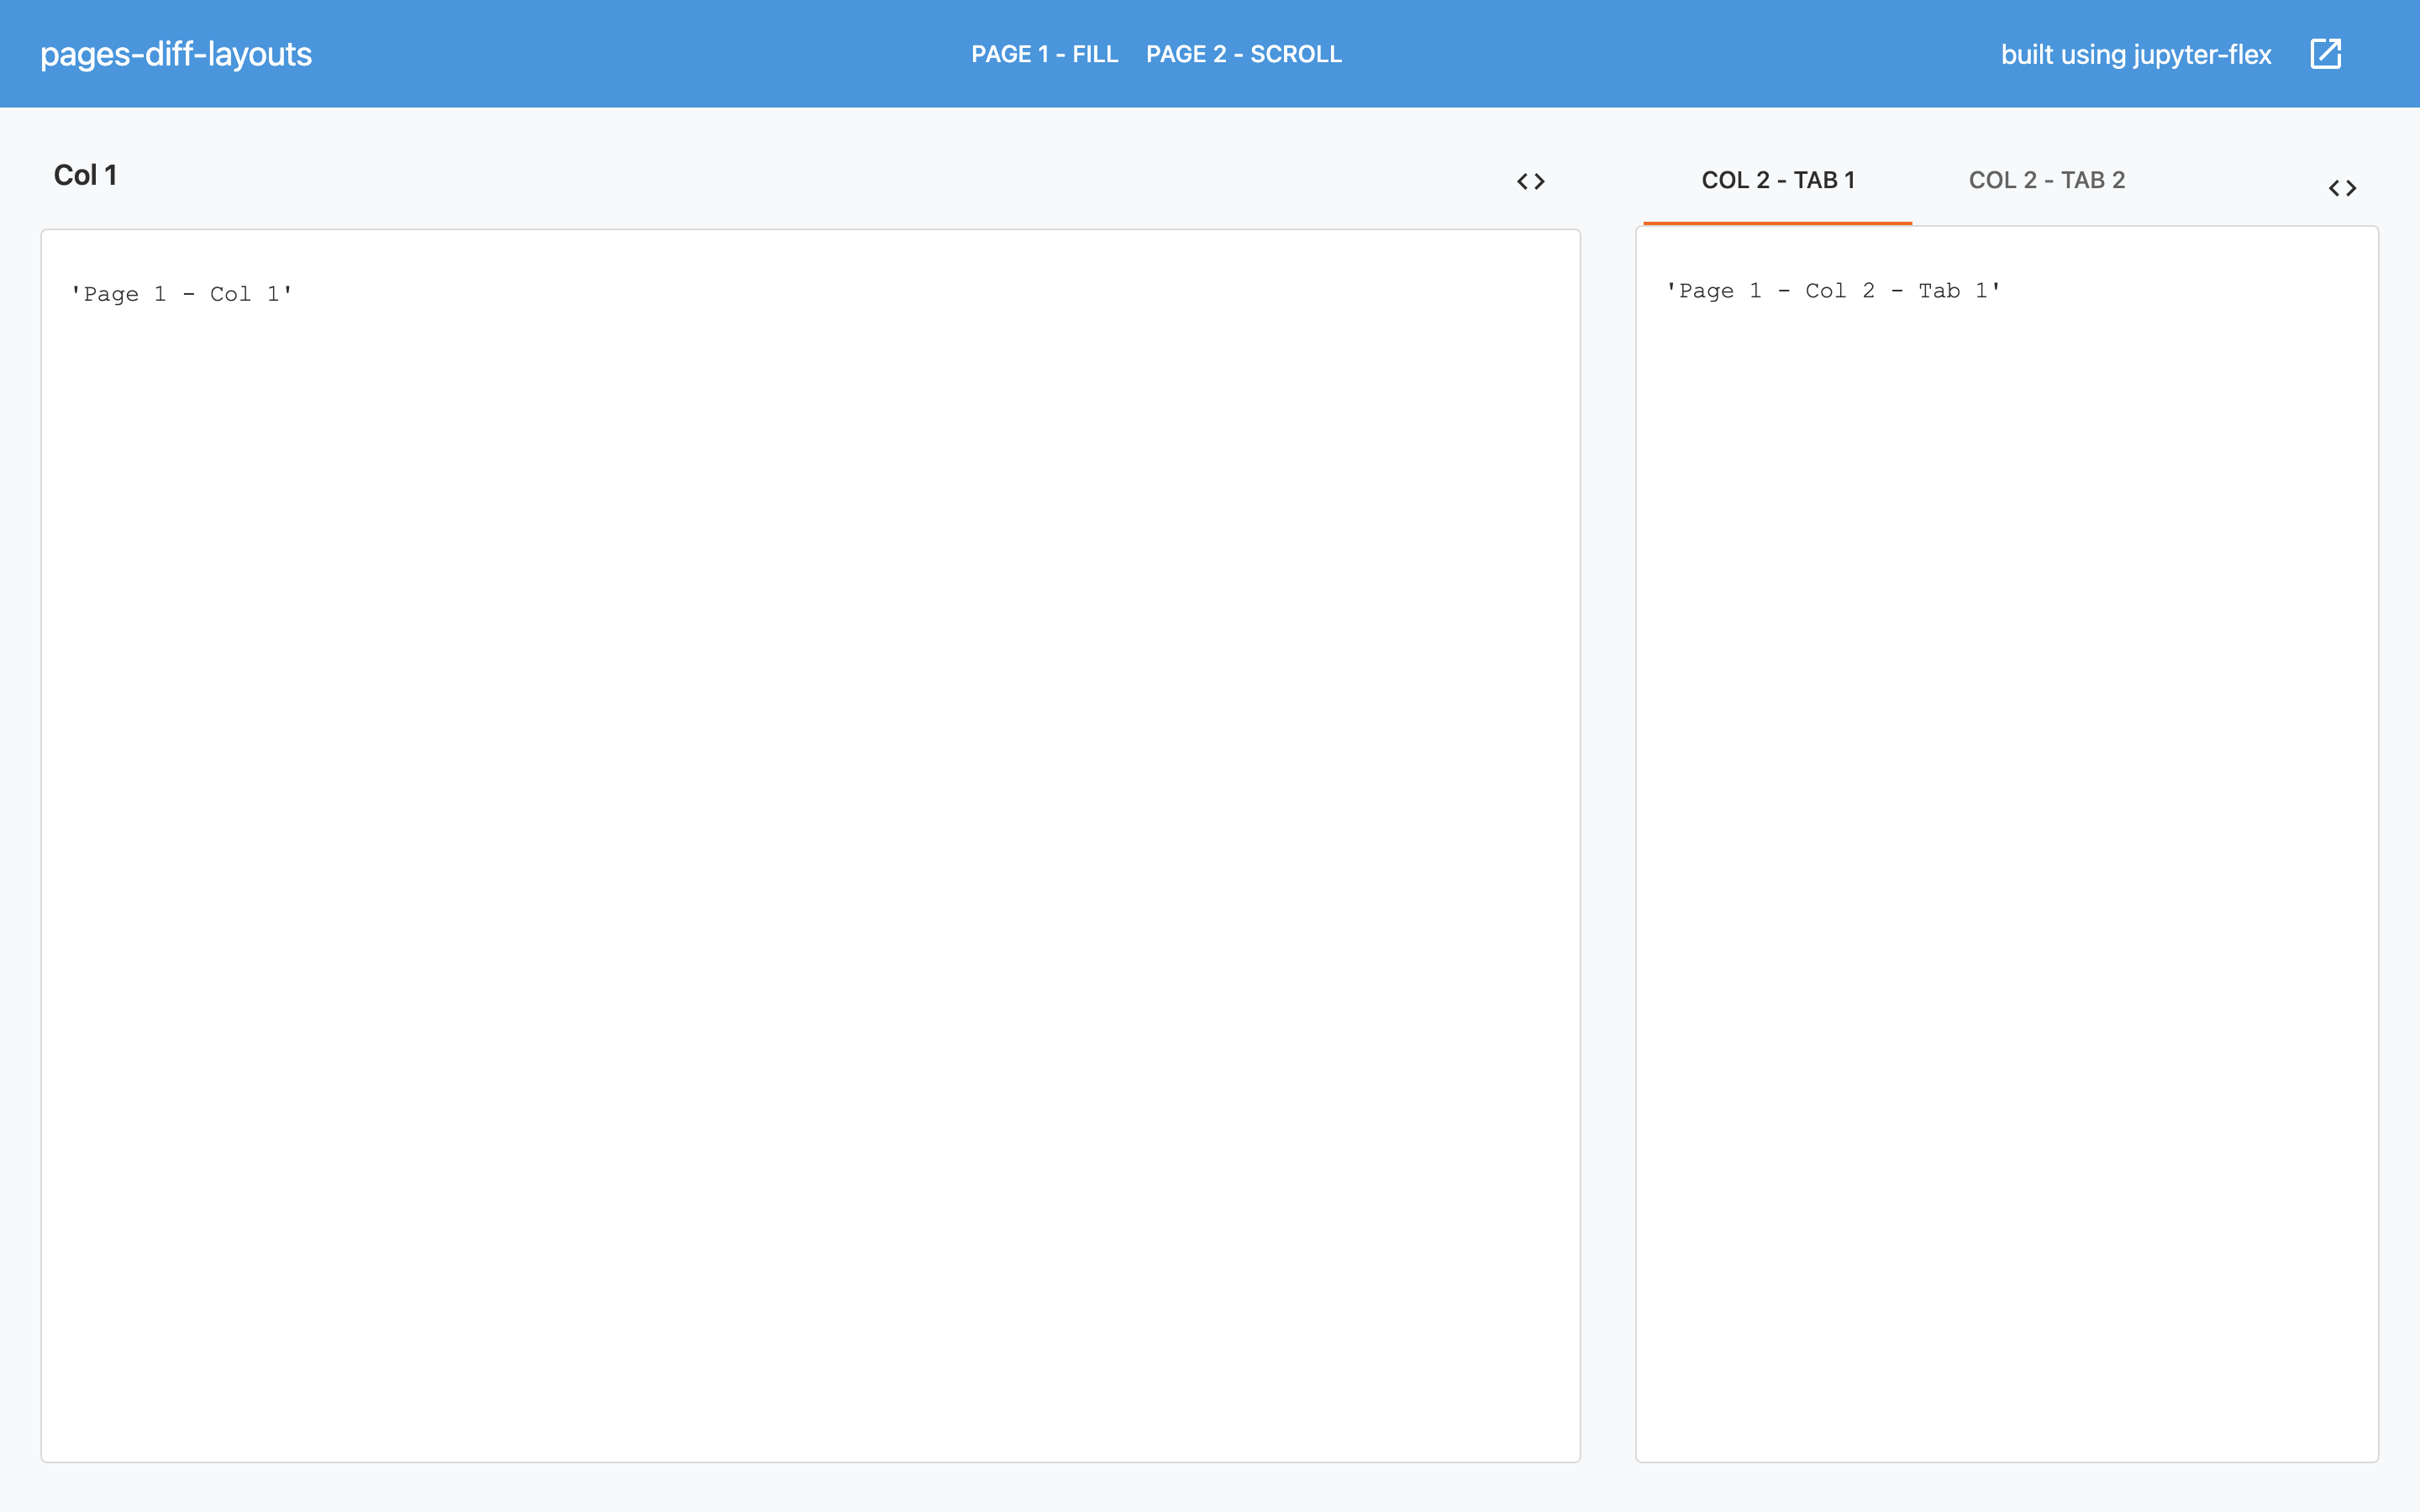 pages-diff-layouts
PAGE 1 - FILL PAGE 2 - SCROLL
built using jupyter-flex
Col 1
'Page 1 - Col 1'
COL 2 - TAB 1 COL 2 - TAB 2
'Page 1 - Col 2 - Tab 1'